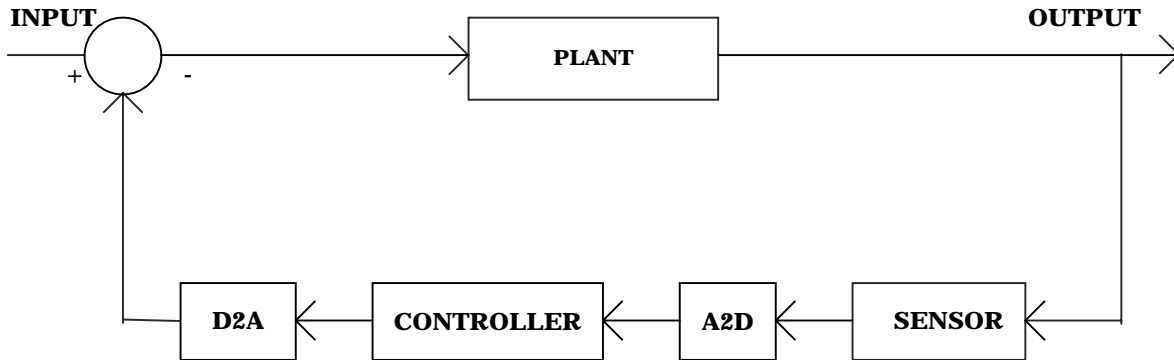 INPUT
OUTPUT
PLANT
+ -
D2A
CONTROLLER
A2D
SENSOR